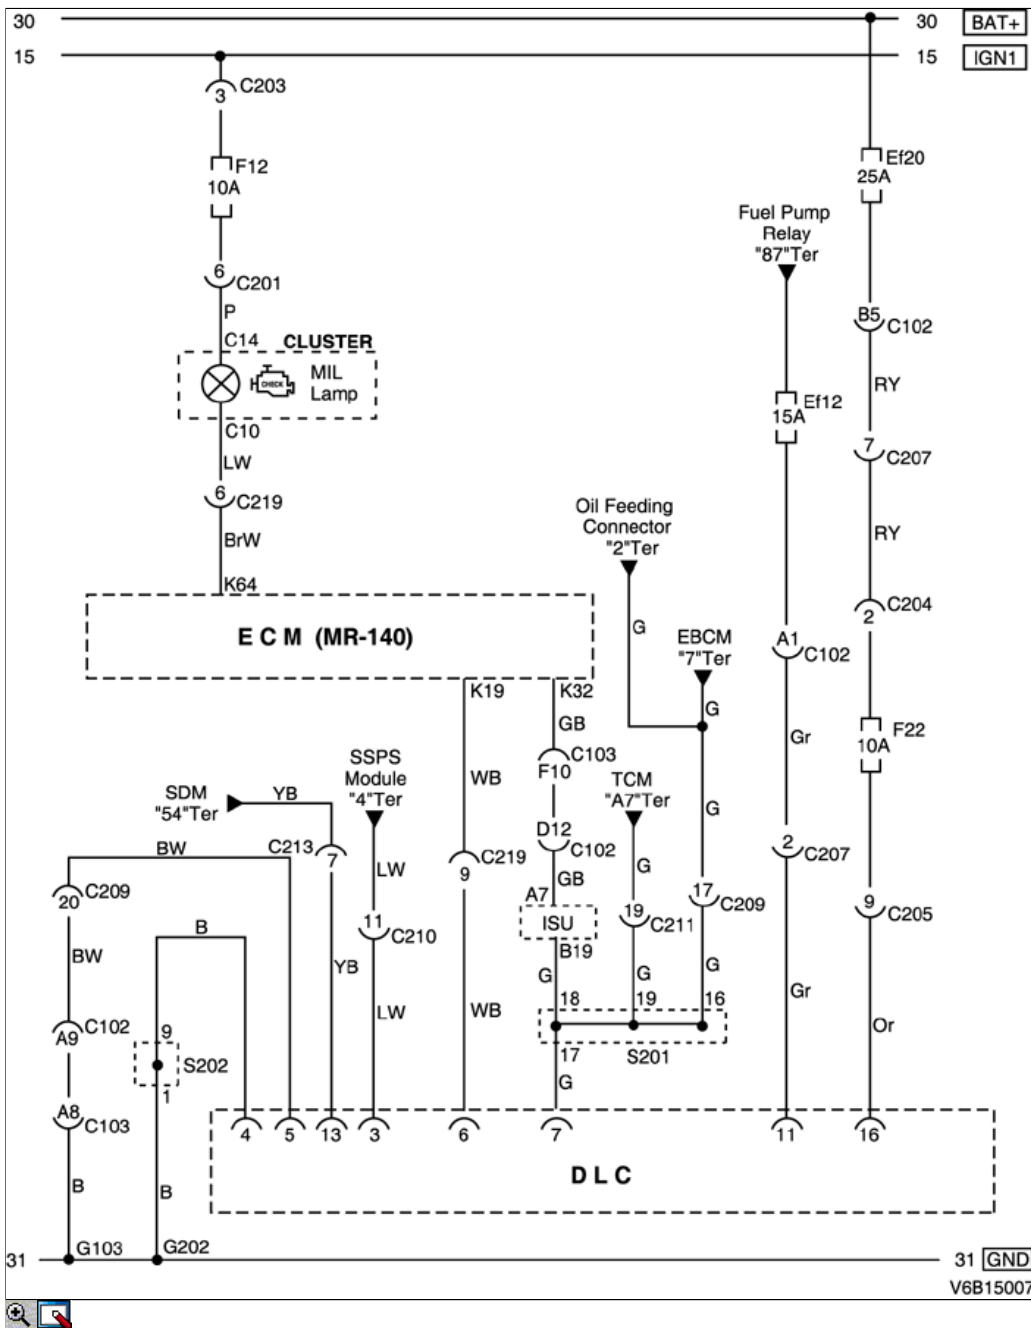 30
30
BAT+
15
15
IGN1
C203
3
F12
10A
Ef20
25A
Fuel Pump
Relay
"87"Ter
6
C201
P
C14
CLUSTER
CHECK
MIL
Lamp
C10
LW
6
C219
BrW
K64
B5
C102
RY
Ef12
15A
7
C207
RY
Oil Feeding
Connector
"2"Ter
G
E C M (MR-140)
EBCM
"7"Ter
G
A1
C102
C204
2
K19
K32
GB
C103
F10
Gr
F22
10A
SSPS
Module
"4"Ter
WB
TCM
"A7"Ter
G
SDM
"54"Ter
YB
D12
C102
GB
BW
C213
7
LW
C219
9
G
2
C207
20
C209
A7
ISU
B19
11
C210
19
C211
17
C209
9
C205
B
BW
YB
LW
WB
G
G
G
Gr
Or
18
19
16
A9
C102
9
S202
1
17
S201
G
A8
C103
4
5
13
3
6
7
11
16
D L C
B
B
31
G103
G202
31
GND
V6B15007